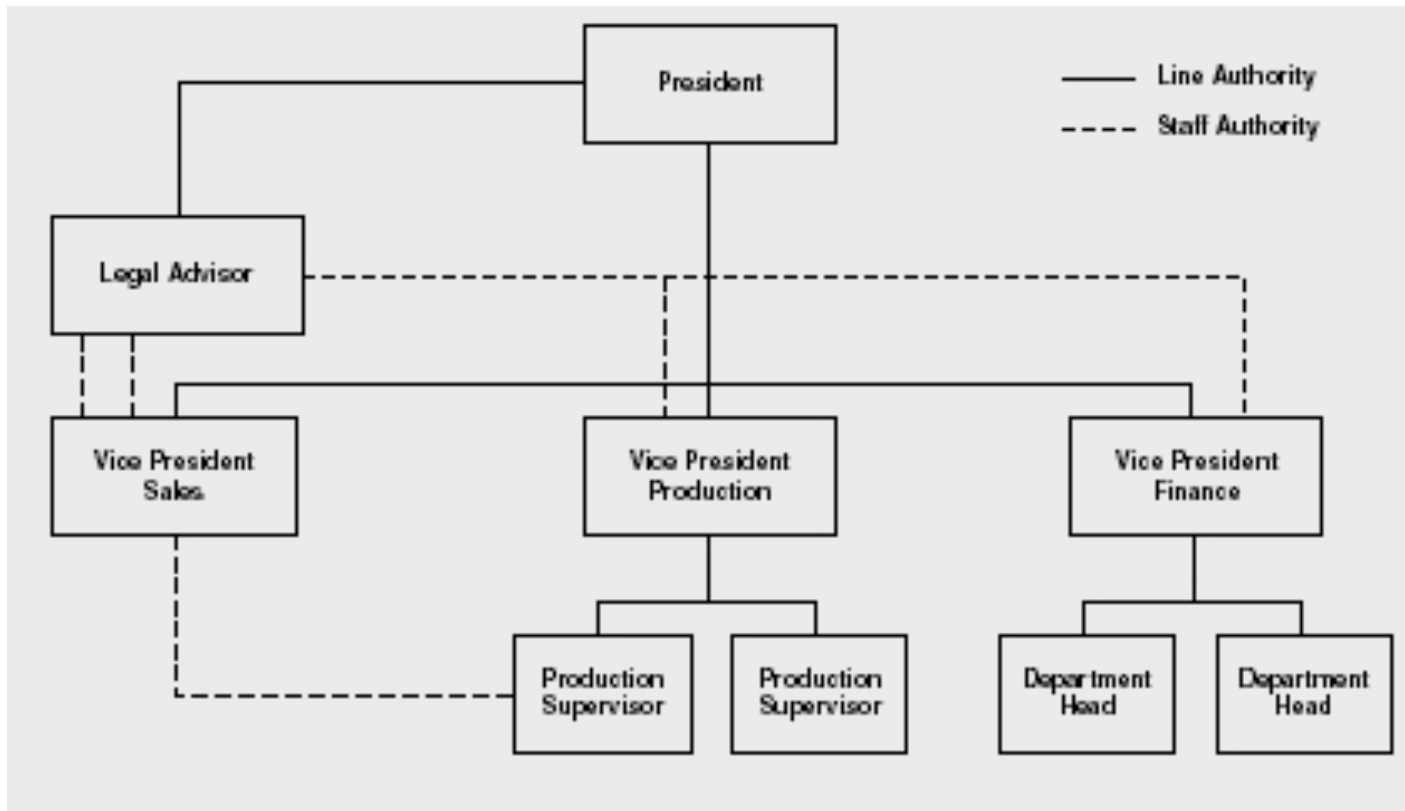 President
Line Authority
Staff Authority
Legal Advisor
Vice President
Sales
Vice President
Production
Vice President
Finance
Production
Supervisor
Production
Supervisor
Department
Head
Department
Head